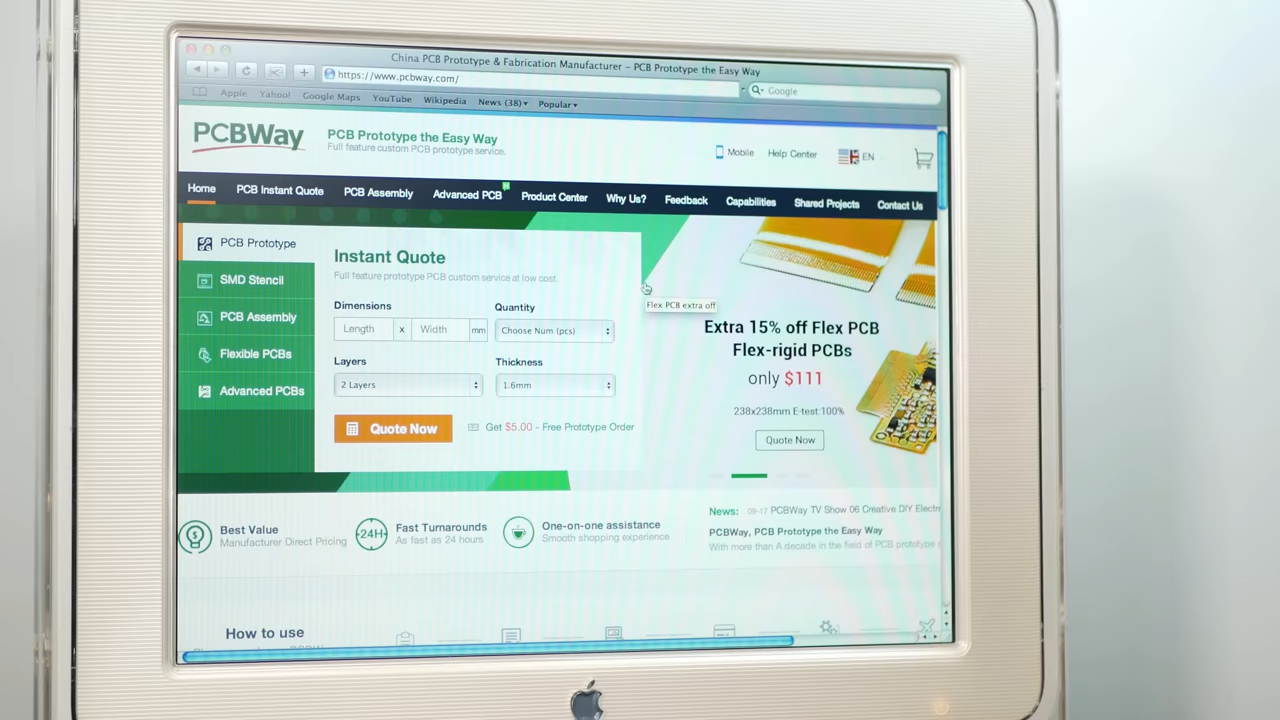 China PCB Prototype & Fabrication Manufacturer – PCB Prototype the Easy Way
https://www.pcbway.com/
Google
Apple Yahoo! Google Maps YouTube Wikipedia News (38) Popular
PCBWay
PCB Prototype the Easy Way
Full feature custom PCB prototype service.
Mobile Help Center EN
Home PCB Instant Quote PCB Assembly Advanced PCB Product Center Why Us? Feedback Capabilities Shared Projects Contact Us
PCB Prototype
SMD Stencil
PCB Assembly
Flexible PCBs
Advanced PCBs
Instant Quote
Full feature prototype PCB custom service at low cost.
Dimensions
Length x Width mm
Quantity
Choose Num (pcs)
Layers
2 Layers
Thickness
1.6mm
Quote Now
Get $5.00 - Free Prototype Order
Flex PCB extra off
Extra 15% off Flex PCB
Flex-rigid PCBs
only $111
238x238mm E-test:100%
Quote Now
Best Value
Manufacturer Direct Pricing
24H
Fast Turnarounds
As fast as 24 hours
One-on-one assistance
Smooth shopping experience
News: 09-17 PCBWay TV Show 06 Creative DIY Electr
PCBWay, PCB Prototype the Easy Way
With more than A decade in the field of PCB prototype
How to use